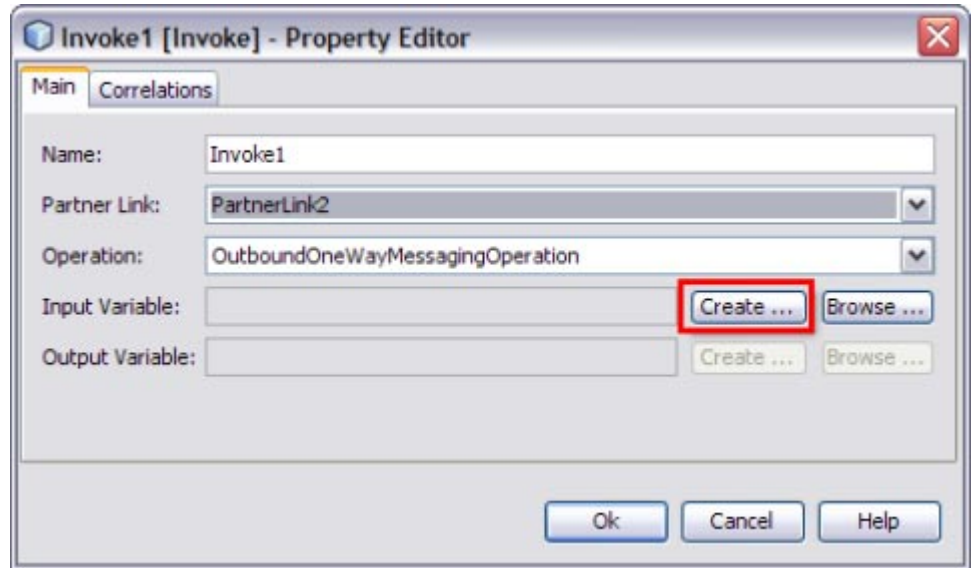 Invoke1 [Invoke] - Property Editor
Main Correlations
Name: Invoke1
Partner Link: PartnerLink2
Operation: OutboundOneWayMessagingOperation
Input Variable: Create ... Browse ...
Output Variable: Create ... Browse ...
Ok Cancel Help